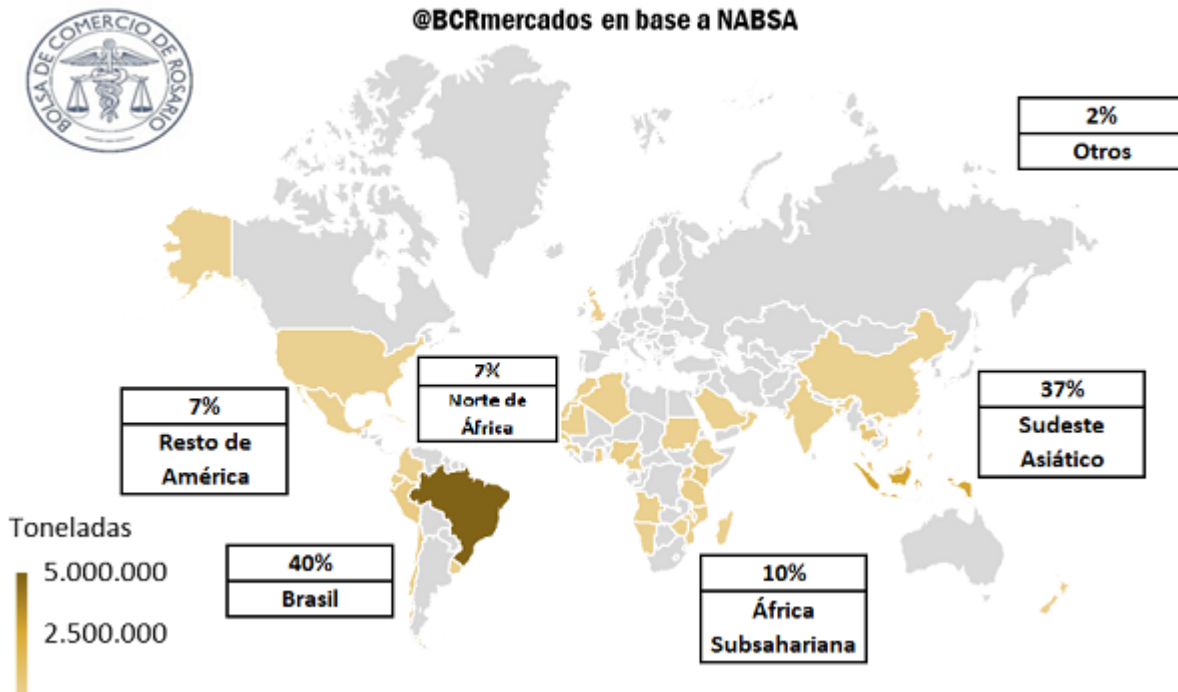 @BCRmercados en base a NABSA
BOLSA DE COMERCIO DE ROSARIO
2%
Otros
7%
Norte de
África
7%
Resto de
América
37%
Sudeste
Asiático
Toneladas
5.000.000
2.500.000
40%
Brasil
10%
África
Subsahariana